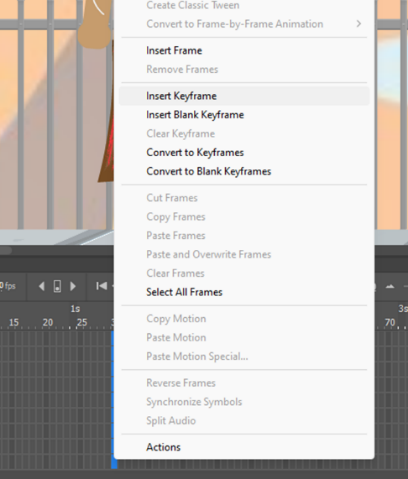 Create Classic Tween
Convert to Frame-by-Frame Animation
Insert Frame
Remove Frames
Insert Keyframe
Insert Blank Keyframe
Clear Keyframe
Convert to Keyframes
Convert to Blank Keyframes
Cut Frames
Copy Frames
Paste Frames
Paste and Overwrite Frames
Clear Frames
Select All Frames
Copy Motion
Paste Motion
Paste Motion Special...
Reverse Frames
Synchronize Symbols
Split Audio
Actions
fps
1s
3s
15 20 25
70